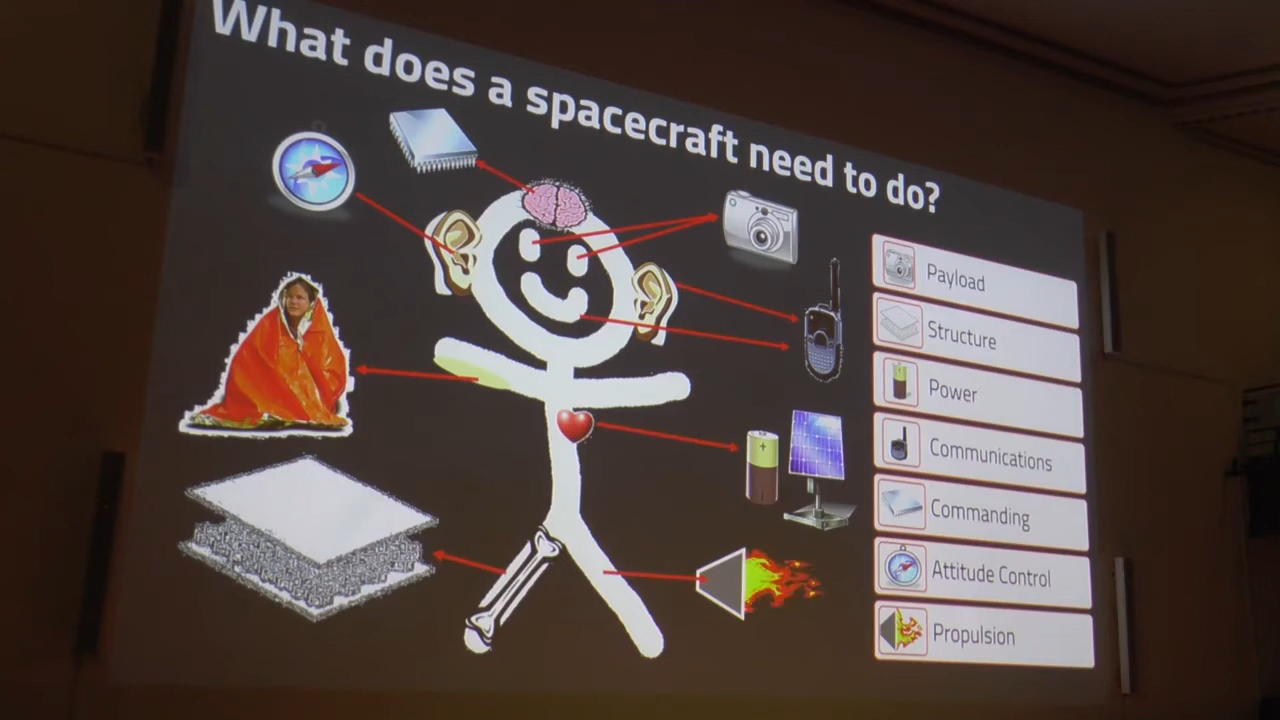 What does a spacecraft need to do?
Payload
Structure
Power
Communications
Commanding
Attitude Control
Propulsion